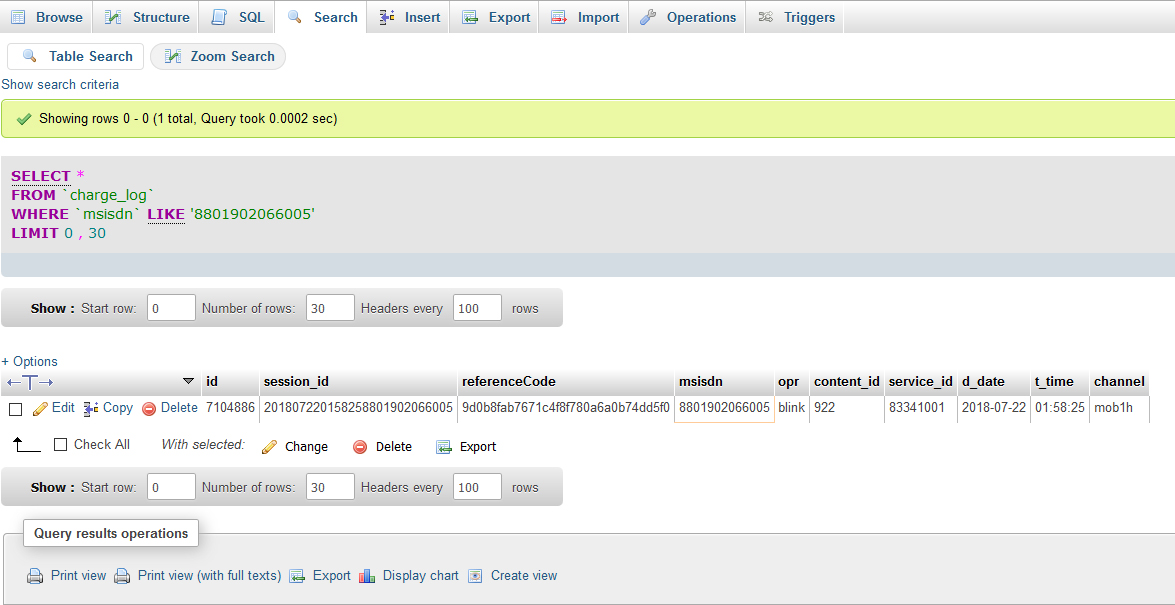 Browse Structure SQL Search Insert Export Import Operations Triggers
Table Search Zoom Search
Show search criteria
Showing rows 0 - 0 (1 total, Query took 0.0002 sec)
SELECT *
FROM `charge_log`
WHERE `msisdn` LIKE '8801902066005'
LIMIT 0 , 30
Show : Start row: 0 Number of rows: 30 Headers every 100 rows
+ Options
←T→ id session_id referenceCode msisdn opr content_id service_id d_date t_time channel
Edit Copy Delete 7104886 201807220158258801902066005 9d0b8fab7671c4f8f780a6a0b74dd5f0 8801902066005 blink 922 83341001 2018-07-22 01:58:25 mob1h
Check All With selected: Change Delete Export
Show : Start row: 0 Number of rows: 30 Headers every 100 rows
Query results operations
Print view Print view (with full texts) Export Display chart Create view